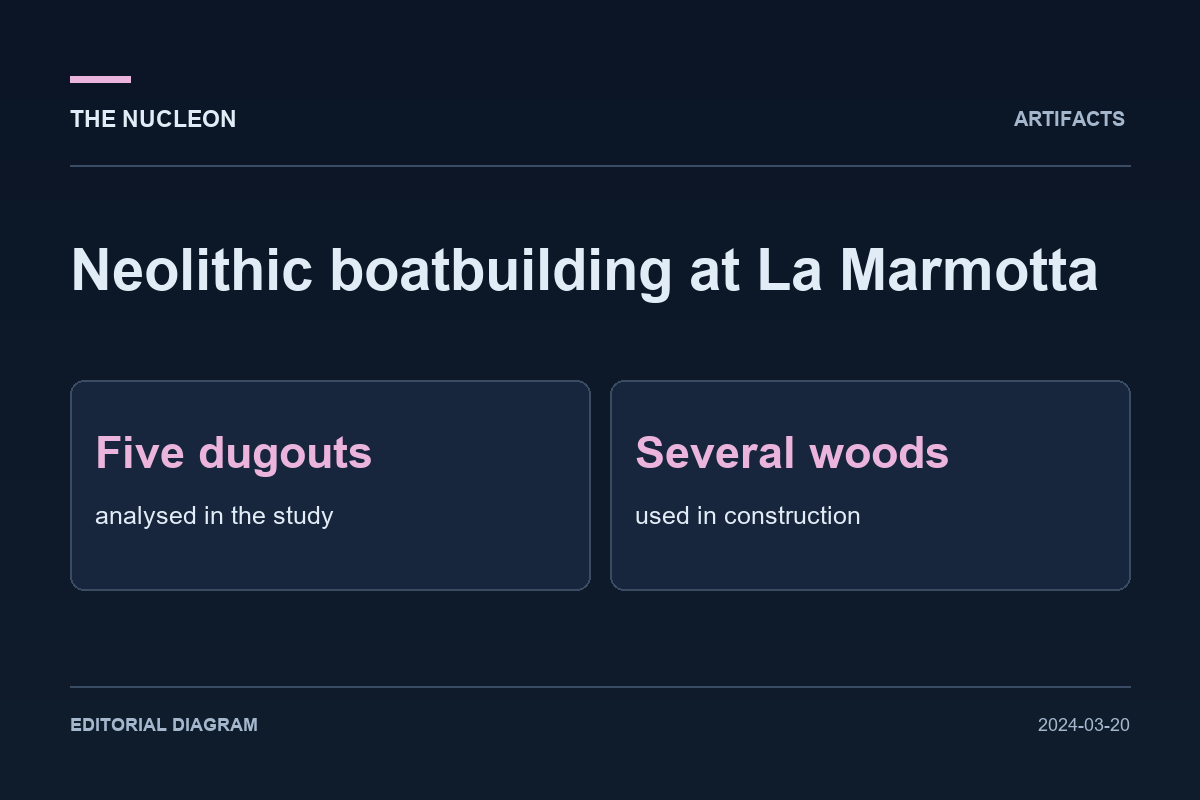 THE NUCLEON
ARTIFACTS
Neolithic boatbuilding at La Marmotta
Five dugouts
analysed in the study
Several woods
used in construction
EDITORIAL DIAGRAM
2024-03-20